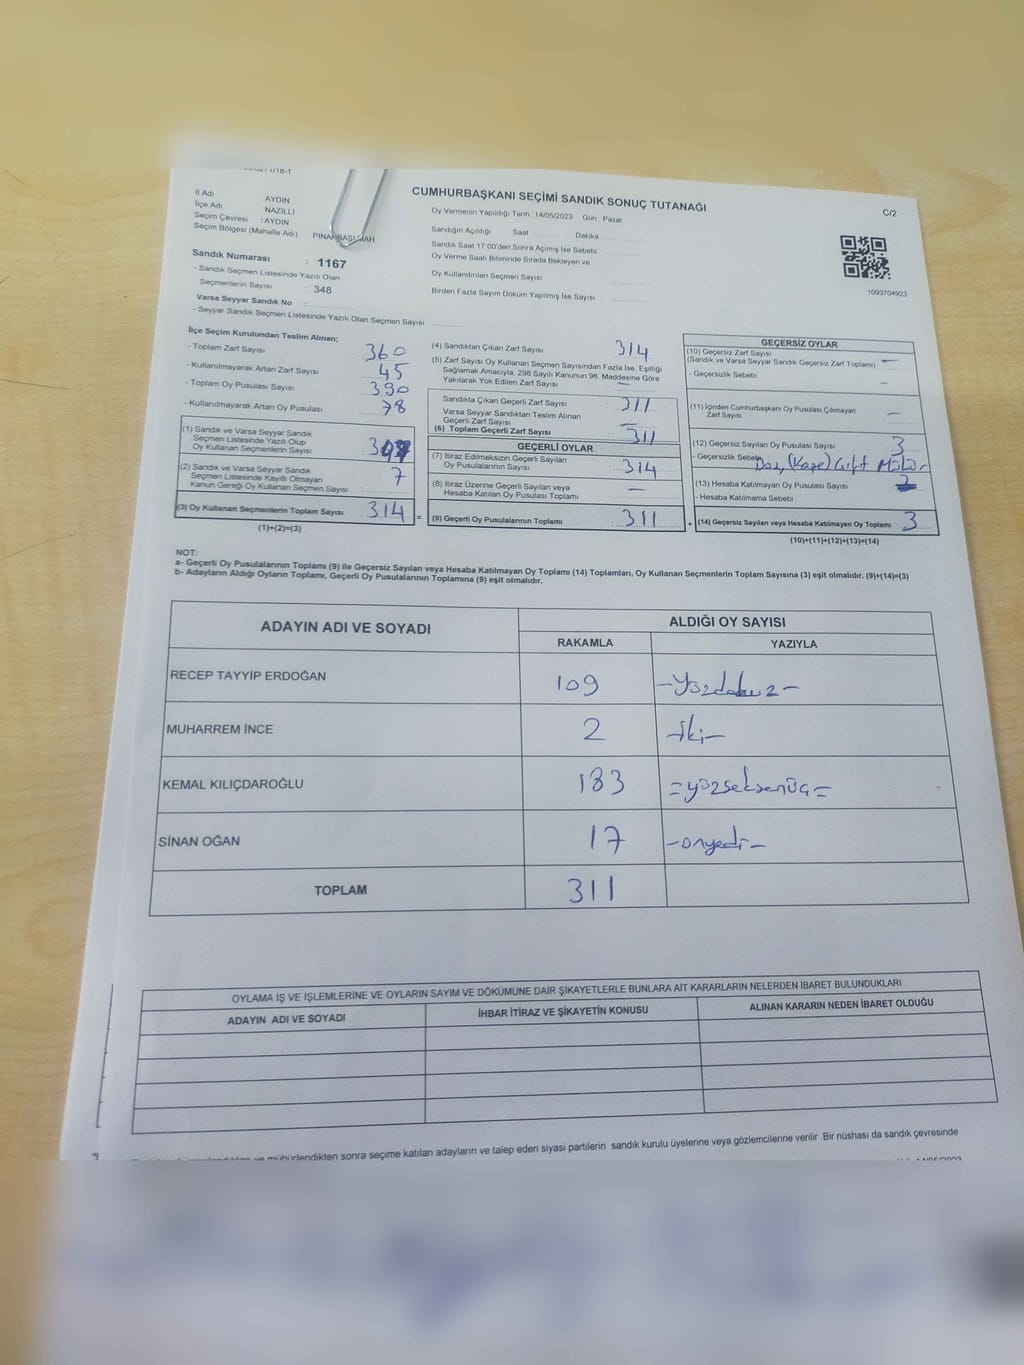 CUMHURBAŞKANI SEÇİMİ SANDIK SONUÇ TUTANAĞI
C/2
İl Adı : AYDIN
İlçe Adı : NAZİLLİ
Seçim Çevresi : AYDIN
Seçim Bölgesi (Mahalle Adı) PINARBAŞI MAH
Sandık Numarası : 1167
- Sandık Seçmen Listesinde Yazılı Olan
Seçmenlerin Sayısı : 348
Varsa Seyyar Sandık No :
- Seyyar Sandık Seçmen Listesinde Yazılı Olan Seçmen Sayısı
Oy Vermenin Yapıldığı Tarih : 14/05/2023 Gün : Pazar
Sandığın Açıldığı Saat Dakika
Sandık Saat 17.00'den Sonra Açımış İse Sebebi
Oy Verme Saati Bitiminde Sırada Bekleyen ve
Oy Kullandırılan Seçmen Sayısı
Birden Fazla Sayım Döküm Yapılmış İse Sayısı
1093704923
İlçe Seçim Kurulundan Teslim Alınan;
- Toplam Zarf Sayısı 360
- Kullanılmayarak Artan Zarf Sayısı 45
- Toplam Oy Pusulası Sayısı 390
- Kullanılmayarak Artan Oy Pusulası 78
(1) Sandık ve Varsa Seyyar Sandık
Seçmen Listesinde Yazılı Olup
Oy Kullanan Seçmenlerin Sayısı
(2) Sandık ve Varsa Seyyar Sandık
Seçmen Listesinde Kayıtlı Olmayan
Kanun Gereği Oy Kullanan Seçmen Sayısı 7
(3) Oy Kullanan Seçmenlerin Toplam Sayısı 314 =
(1)+(2)=(3)
(4) Sandıktan Çıkan Zarf Sayısı 314
(5) Zarf Sayısı Oy Kullanan Seçmen Sayısından Fazla İse, Eşitliği
Sağlamak Amacıyla; 298 Sayılı Kanunun 98. Maddesine Göre
Yakılarak Yok Edilen Zarf Sayısı : —
Sandıkta Çıkan Geçerli Zarf Sayısı : 311
Varsa Seyyar Sandıktan Teslim Alınan
Geçerli Zarf Sayısı : —
(6) Toplam Geçerli Zarf Sayısı : 311
GEÇERLİ OYLAR
(7) İtiraz Edilmeksizin Geçerli Sayılan
Oy Pusulalarının Sayısı : 314
(8) İtiraz Üzerine Geçerli Sayılan veya
Hesaba Katılan Oy Pusulası Toplamı : —
(9) Geçerli Oy Pusulalarının Toplamı : 311 +
GEÇERSİZ OYLAR
(10) Geçersiz Zarf Sayısı
(Sandık ve Varsa Seyyar Sandık Geçersiz Zarf Toplamı) : —
- Geçersizlik Sebebi : —
(11) İçinden Cumhurbaşkanı Oy Pusulası Çıkmayan
Zarf Sayısı : —
(12) Geçersiz Sayılan Oy Pusulası Sayısı : 3
- Geçersizlik Sebebi (Kaşe) Çift Mühür
(13) Hesaba Katılmayan Oy Pusulası Sayısı :
- Hesaba Katılmama Sebebi :
(14) Geçersiz Sayılan veya Hesaba Katılmayan Oy Toplamı : 3
(10)+(11)+(12)+(13)=(14)
NOT:
a- Geçerli Oy Pusulalarının Toplamı (9) ile Geçersiz Sayılan veya Hesaba Katılmayan Oy Toplamı (14) Toplamları, Oy Kullanan Seçmenlerin Toplam Sayısına (3) eşit olmalıdır. (9)+(14)=(3)
b- Adayların Aldığı Oyların Toplamı, Geçerli Oy Pusulalarının Toplamına (9) eşit olmalıdır.
ADAYIN ADI VE SOYADI
ALDIĞI OY SAYISI
RAKAMLA YAZIYLA
RECEP TAYYİP ERDOĞAN 109 -Yüzdokuz-
MUHARREM İNCE 2 -İki-
KEMAL KILIÇDAROĞLU 183 =yüzseksenüç=
SİNAN OĞAN 17 -onyedi-
TOPLAM 311
OYLAMA İŞ VE İŞLEMLERİNE VE OYLARIN SAYIM VE DÖKÜMÜNE DAİR ŞİKAYETLERLE BUNLARA AİT KARARLARIN NELERDEN İBARET BULUNDUKLARI
ADAYIN ADI VE SOYADI İHBAR İTİRAZ VE ŞİKAYETİN KONUSU ALINAN KARARIN NEDEN İBARET OLDUĞU
ve mühürlendikten sonra seçime katılan adayların ve talep eden siyasi partilerin sandık kurulu üyelerine veya gözlemcilerine verilir .Bir nüshası da sandık çevresinde